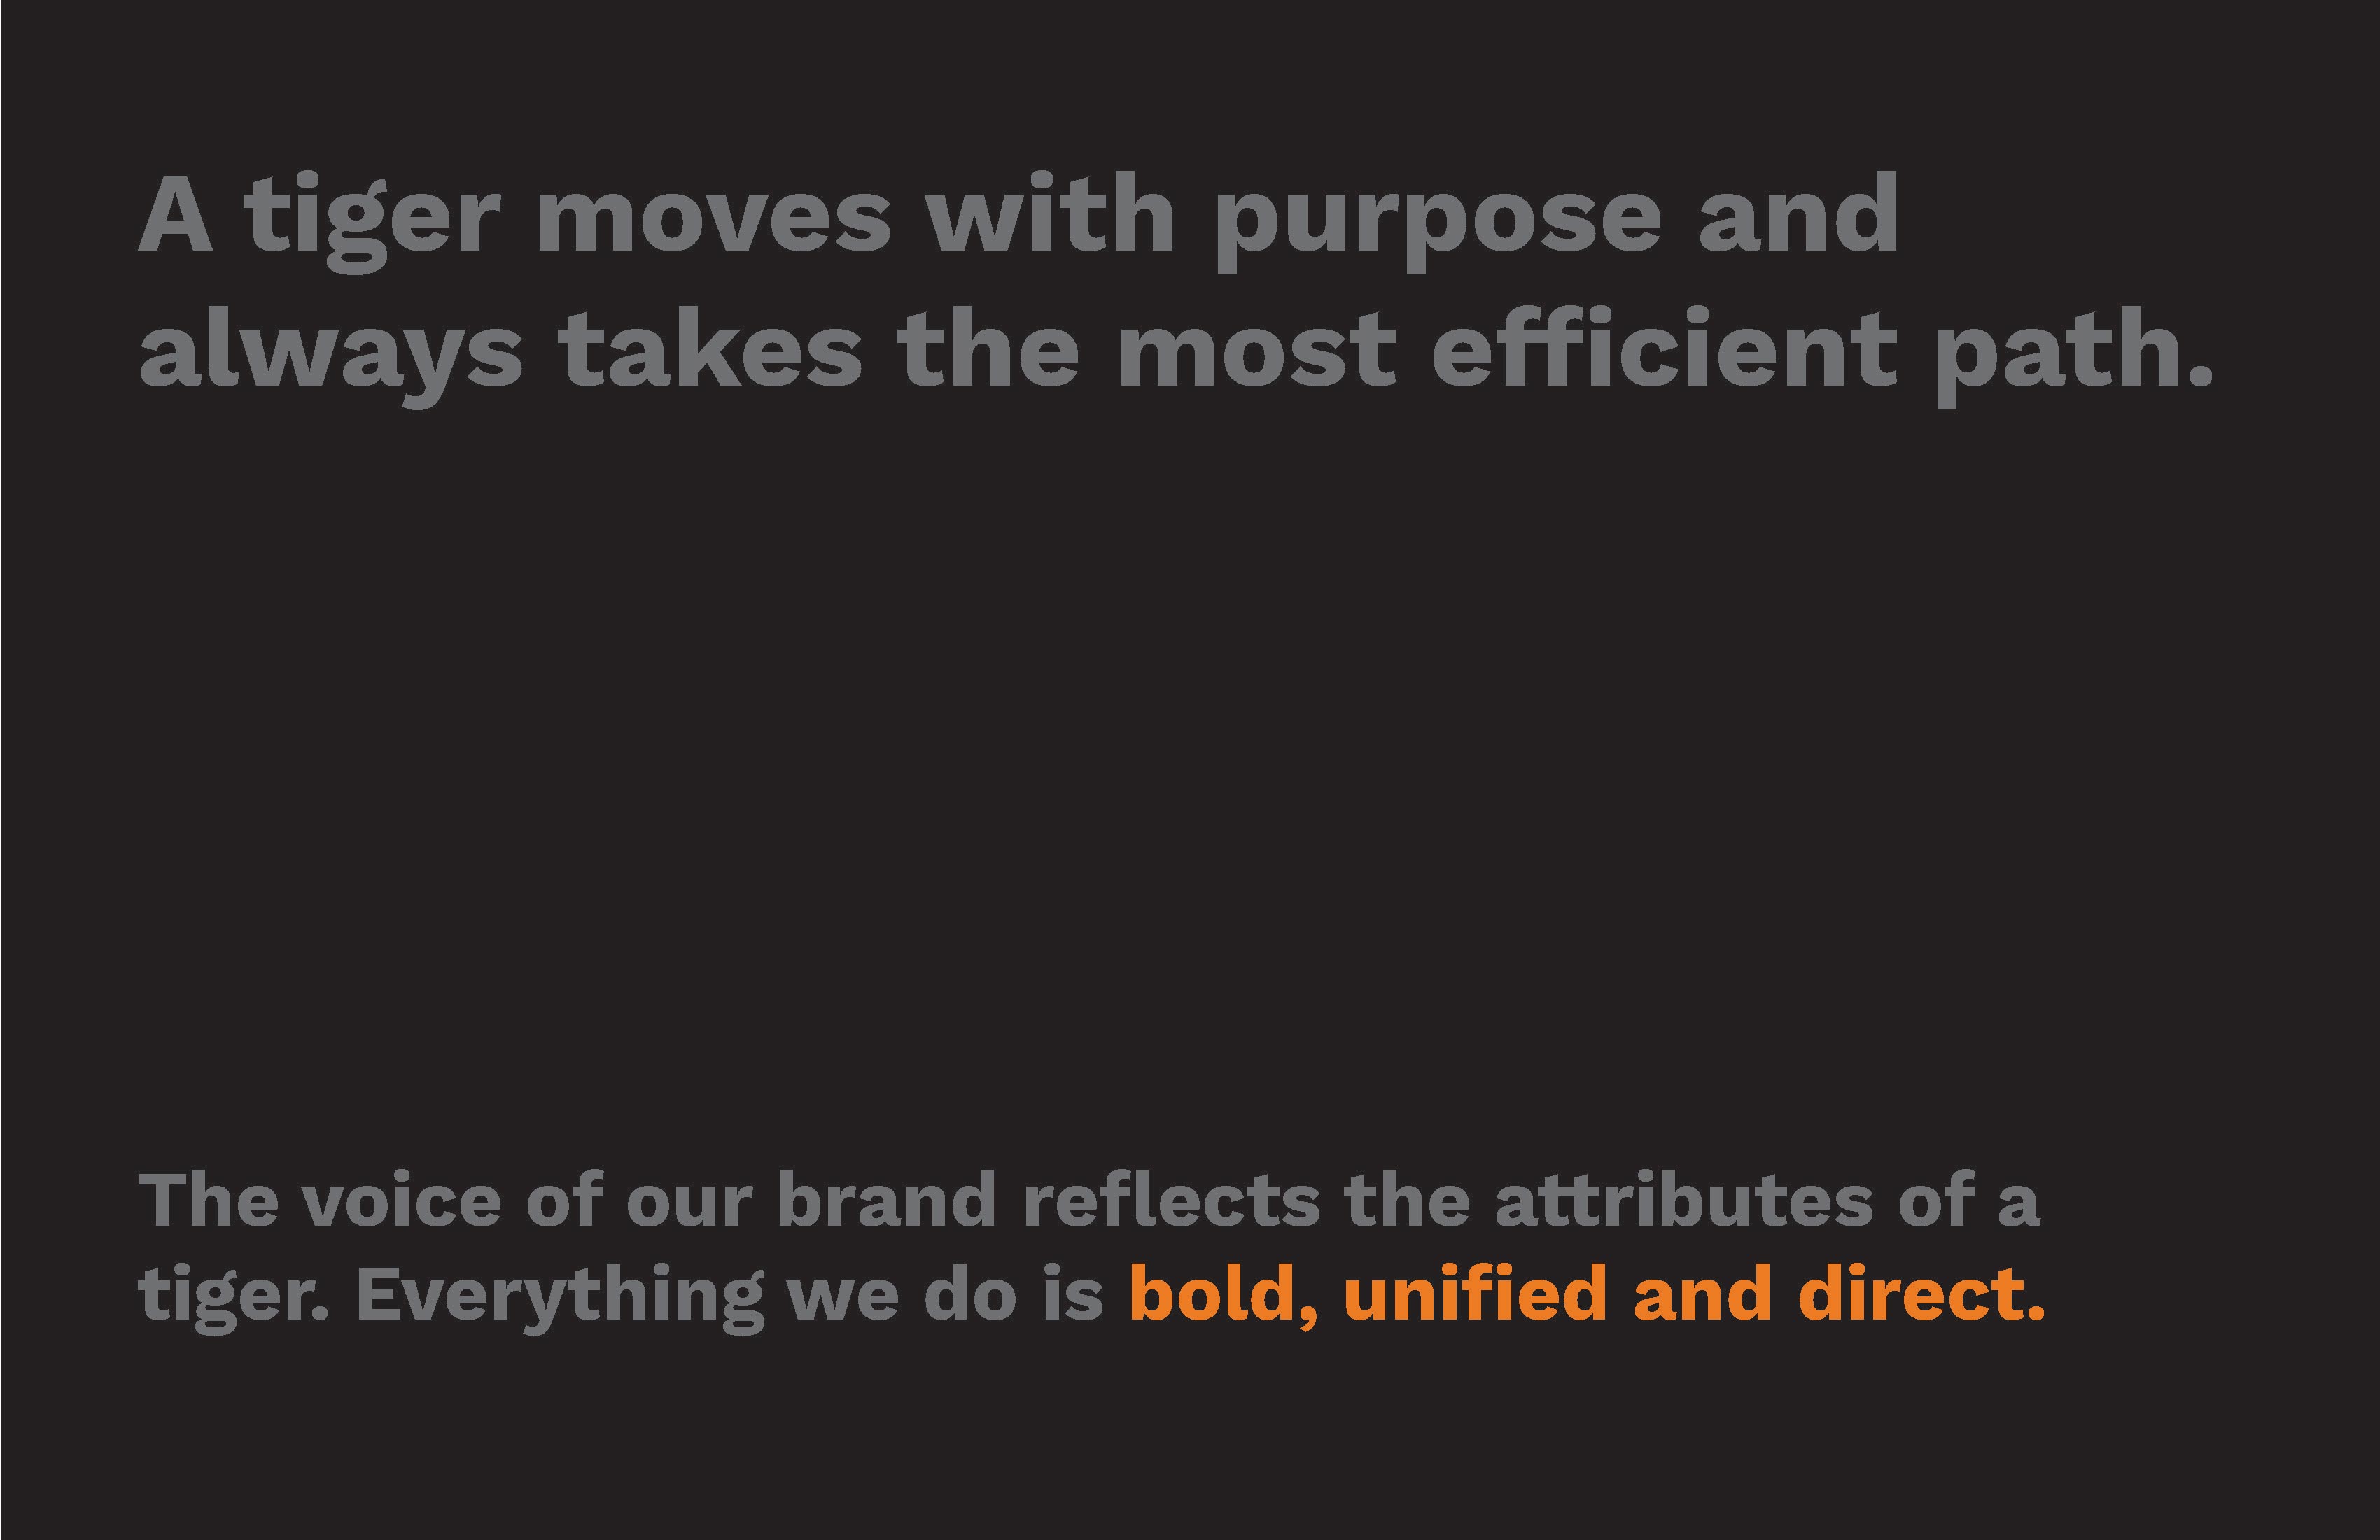 A tiger moves with purpose and
always takes the most efficient path.
The voice of our brand reflects the attributes of a
tiger. Everything we do is bold, unified and direct.